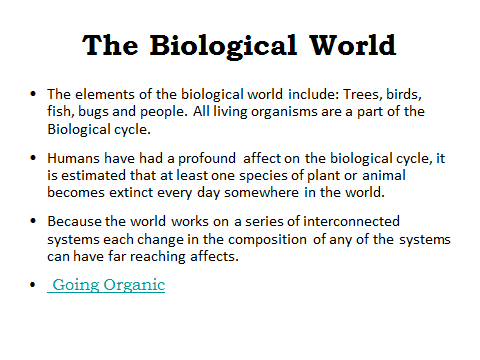 The Biological World
• The elements of the biological world include: Trees, birds,
fish, bugs and people. All living organisms are a part of the
Biological cycle.
• Humans have had a profound affect on the biological cycle, it
is estimated that at least one species of plant or animal
becomes extinct every day somewhere in the world.
• Because the world works on a series of interconnected
systems each change in the composition of any of the systems
can have far reaching affects.
• Going Organic